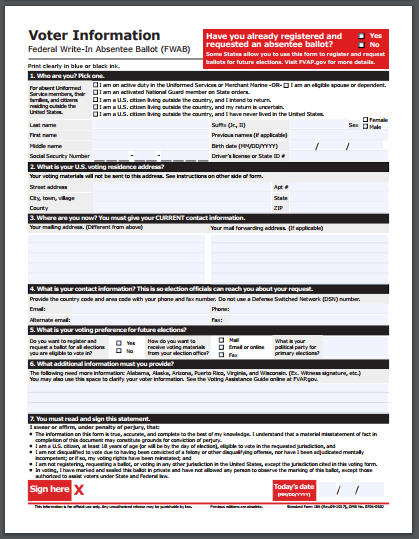 Voter Information
Federal Write-In Absentee Ballot (FWAB)
Print clearly in blue or black ink.
Have you already registered and
requested an absentee ballot?
Yes
No
Some States allow you to use this form to register and request
ballots for future elections. Visit FVAP.gov for more details.
1. Who are you? Pick one.
For absent Uniformed
Service members, their
families, and citizens
residing outside the
United States.
I am on active duty in the Uniformed Services or Merchant Marine -OR- I am an eligible spouse or dependent.
I am an activated National Guard member on State orders.
I am a U.S. citizen living outside the country, and I intend to return.
I am a U.S. citizen living outside the country, and my return is uncertain.
I am a U.S. citizen living outside the country, and I have never lived in the United States.
Last name
Suffix (Jr., II)
Sex
Female
Male
First name
Previous names (if applicable)
Middle name
Birth date (MM/DD/YYYY)
/ /
Social Security Number
Driver's license or State ID #
2. What is your U.S. voting residence address?
Your voting materials will not be sent to this address. See instructions on other side of form.
Street address
Apt #
City, town, village
State
County
ZIP
3. Where are you now? You must give your CURRENT contact information.
Your mailing address. (Different from above)
Your mail forwarding address. (If applicable)
4. What is your contact information? This is so election officials can reach you about your request.
Provide the country code and area code with your phone and fax number. Do not use a Defense Switched Network (DSN) number.
Email:
Phone:
Alternate email:
Fax:
5. What is your voting preference for future elections?
Do you want to register and
request a ballot for all elections
you are eligible to vote in?
Yes
No
How do you want to
receive voting materials
from your election office?
Mail
Email or online
Fax
What is your
political party for
primary elections?
6. What additional information must you provide?
The following need more information: Alabama, Alaska, Arizona, Puerto Rico, Virginia, and Wisconsin. (Ex. Witness signature, etc.)
You may also use this space to clarify your voter information. See the Voting Assistance Guide online at FVAP.gov.
7. You must read and sign this statement.
I swear or affirm, under penalty of perjury, that:
The information on this form is true, accurate, and complete to the best of my knowledge. I understand that a material misstatement of fact in
completion of this document may constitute grounds for conviction of perjury.
I am a U.S. citizen, at least 18 years of age (or will be by the day of election), eligible to vote in the requested jurisdiction, and
I am not disqualified to vote due to having been convicted of a felony or other disqualifying offense, nor have I been adjudicated mentally
incompetent; or if so, my voting rights have been reinstated; and
I am not registering, requesting a ballot, or voting in any other jurisdiction in the United States, except the jurisdiction cited in this voting form.
In voting, I have marked and sealed this ballot in private and have not allowed any person to observe the marking of this ballot, except those
authorized to assist voters under State and Federal law.
Sign here X
Today's date
(MM/DD/YYYY)
/ /
This information is for official use only. Any unauthorized release may be punishable by law.
Previous editions are obsolete.
Standard Form 186 (Rev.09-2017), OMB No. 0704-0502